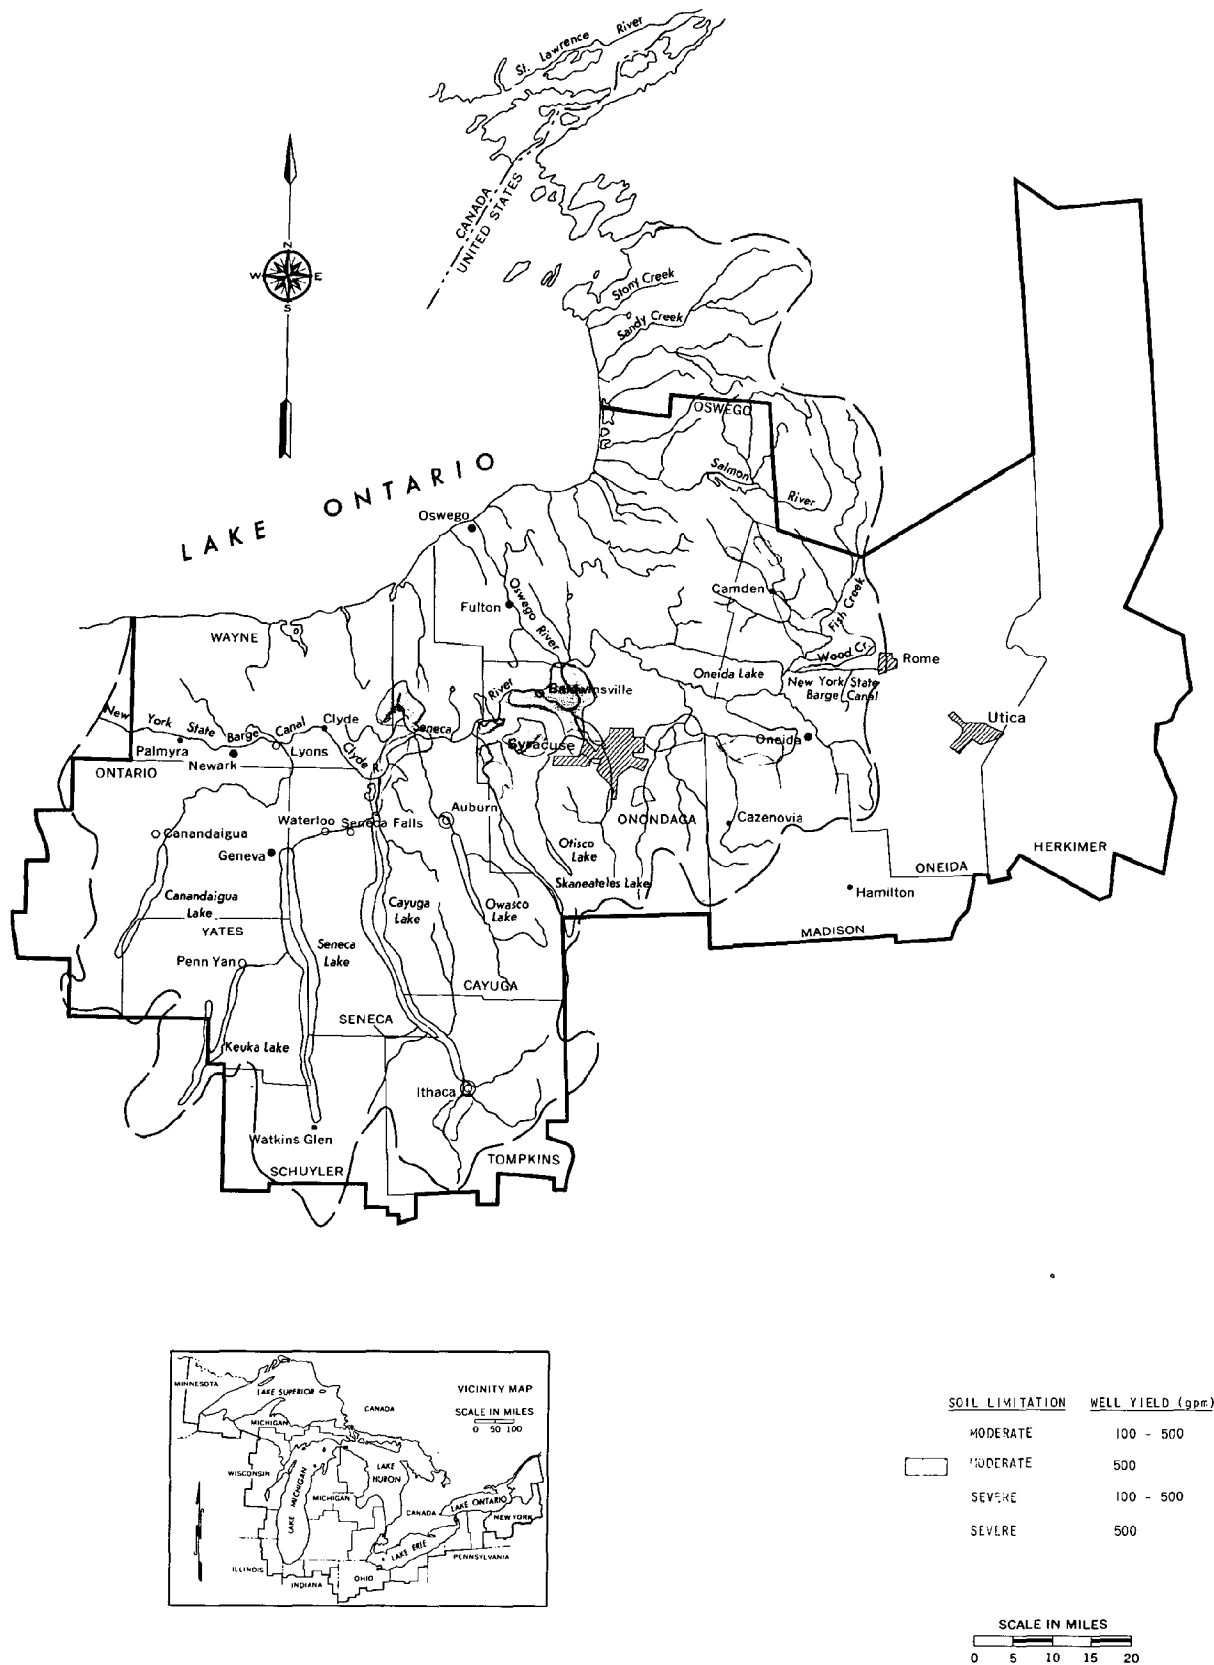 St. Lawrence River
CANADA
UNITED STATES
N
W E
S
Stony Creek
Sandy Creek
OSWEGO
Salmon
River
LAKE ONTARIO
Oswego
Fulton
Oswego River
Camden
Fish Creek
WAYNE
Wood Cr.
Rome
Oneida Lake
New York State
Barge Canal
River
Baldwinsville
New York State Barge Canal
Clyde
Seneca
Utica
Palmyra
Lyons
Clyde R.
Syracuse
Oneida
Newark
ONTARIO
Auburn
Canandaigua
Waterloo
Seneca Falls
ONONDAGA
Cazenovia
Geneva
Otisco
Lake
HERKIMER
ONEIDA
Skaneateles Lake
Hamilton
Canandaigua
Lake
Cayuga
Lake
Owasco
Lake
YATES
MADISON
Seneca
Lake
Penn Yan
CAYUGA
SENECA
Keuka Lake
Ithaca
Watkins Glen
TOMPKINS
SCHUYLER
VICINITY MAP
SCALE IN MILES
0 50 100
MINNESOTA
LAKE SUPERIOR
CANADA
MICHIGAN
WISCONSIN
LAKE MICHIGAN
LAKE
HURON
MICHIGAN
CANADA
LAKE ONTARIO
NEW YORK
LAKE ERIE
PENNSYLVANIA
ILLINOIS
INDIANA
OHIO
SOIL LIMITATION WELL YIELD (gpm)
MODERATE 100 - 500
MODERATE 500
SEVERE 100 - 500
SEVERE 500
SCALE IN MILES
0 5 10 15 20